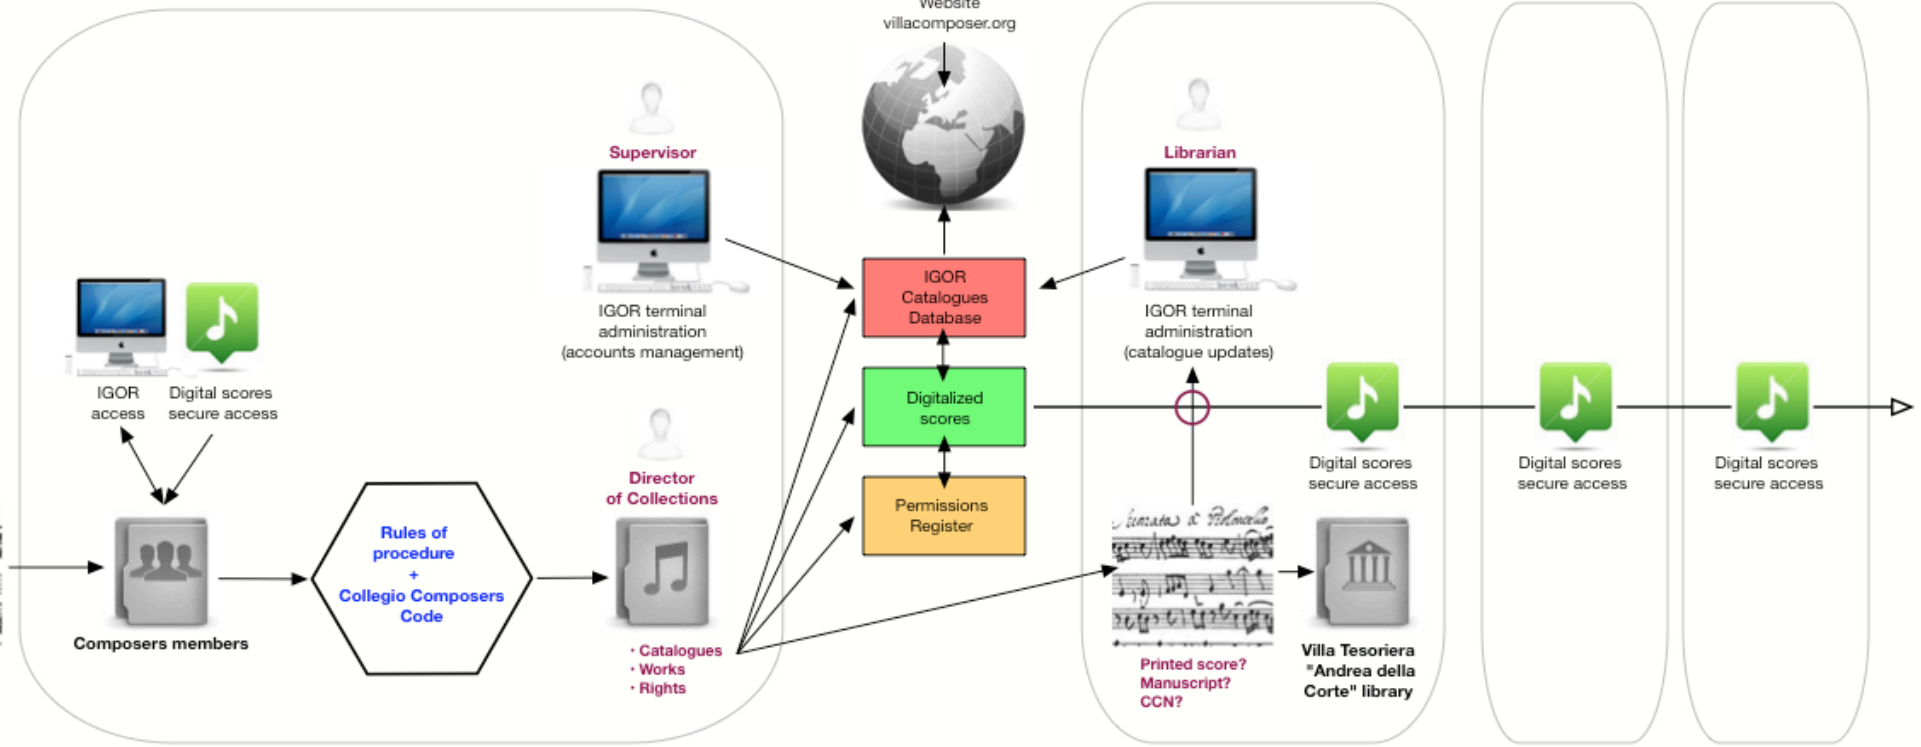 Website
villacomposer.org
Supervisor
IGOR terminal
administration
(accounts management)
Librarian
IGOR terminal
administration
(catalogue updates)
IGOR
Catalogues
Database
Digitalized
scores
Permissions
Register
IGOR
access
Digital scores
secure access
Composers members
Rules of
procedure
+
Collegio Composers
Code
Director
of Collections
• Catalogues
• Works
• Rights
Printed score?
Manuscript?
CCN?
Villa Tesoriera
"Andrea della
Corte" library
Digital scores
secure access
Digital scores
secure access
Digital scores
secure access